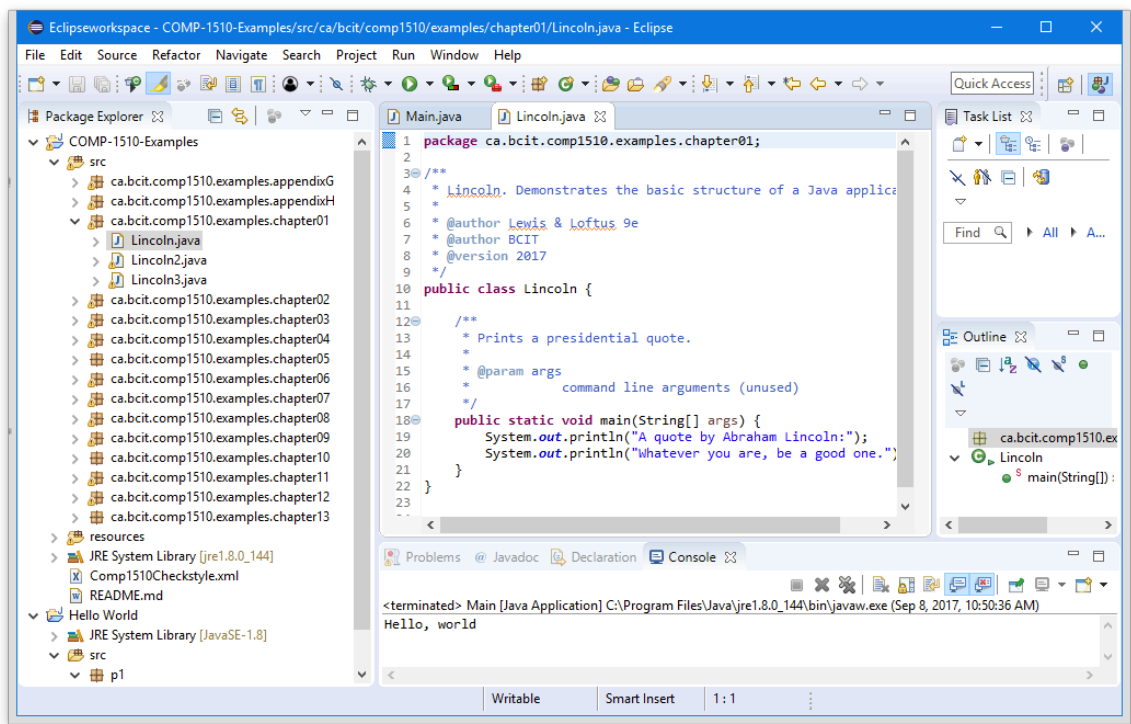 Eclipseworkspace - COMP-1510-Examples/src/ca/bcit/comp1510/examples/chapter01/Lincoln.java - Eclipse
File Edit Source Refactor Navigate Search Project Run Window Help
Quick Access
Package Explorer
COMP-1510-Examples
src
ca.bcit.comp1510.examples.appendixG
ca.bcit.comp1510.examples.appendixH
ca.bcit.comp1510.examples.chapter01
Lincoln.java
Lincoln2.java
Lincoln3.java
ca.bcit.comp1510.examples.chapter02
ca.bcit.comp1510.examples.chapter03
ca.bcit.comp1510.examples.chapter04
ca.bcit.comp1510.examples.chapter05
ca.bcit.comp1510.examples.chapter06
ca.bcit.comp1510.examples.chapter07
ca.bcit.comp1510.examples.chapter08
ca.bcit.comp1510.examples.chapter09
ca.bcit.comp1510.examples.chapter10
ca.bcit.comp1510.examples.chapter11
ca.bcit.comp1510.examples.chapter12
ca.bcit.comp1510.examples.chapter13
resources
JRE System Library [jre1.8.0_144]
Comp1510Checkstyle.xml
README.md
Hello World
JRE System Library [JavaSE-1.8]
src
p1
Main.java Lincoln.java
1 package ca.bcit.comp1510.examples.chapter01;
2
3 /**
4 * Lincoln. Demonstrates the basic structure of a Java applica
5 *
6 * @author Lewis & Loftus 9e
7 * @author BCIT
8 * @version 2017
9 */
10 public class Lincoln {
11
12 /**
13 * Prints a presidential quote.
14 *
15 * @param args
16 * command line arguments (unused)
17 */
18 public static void main(String[] args) {
19 System.out.println("A quote by Abraham Lincoln:");
20 System.out.println("Whatever you are, be a good one.")
21 }
22 }
23
Task List
Find All A...
Outline
ca.bcit.comp1510.ex
Lincoln
main(String[]) :
Problems Javadoc Declaration Console
<terminated> Main [Java Application] C:\Program Files\Java\jre1.8.0_144\bin\javaw.exe (Sep 8, 2017, 10:50:36 AM)
Hello, world
Writable Smart Insert 1 : 1